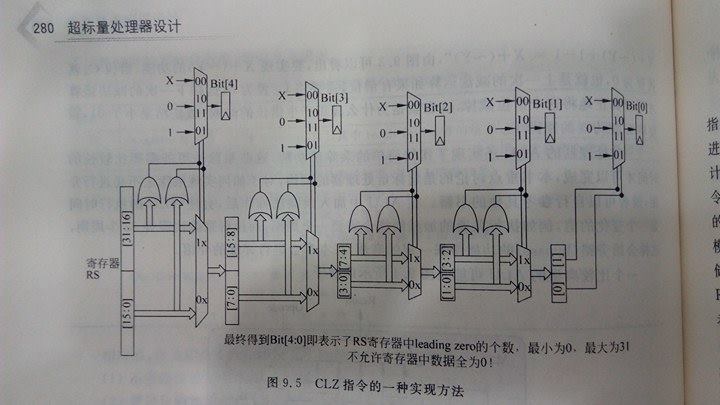 280 超标量处理器设计
X 00 Bit[4]
0 10
11
1 01
X 00 Bit[3]
0 10
11
1 01
X 00 Bit[2]
0 10
11
1 01
X 00 Bit[1]
0 10
11
1 01
X 00 Bit[0]
0 10
11
1 01
寄存器
RS
[31:16]
[15:0]
1x
0x
[15:8]
[7:0]
1x
0x
[7:4]
[3:0]
1x
0x
[3:2]
[1:0]
1x
0x
[1]
[0]
最终得到Bit[4:0]即表示了RS寄存器中leading zero的个数，最小为0，最大为31
不允许寄存器中数据全为0！
图 9.5 CLZ 指令的一种实现方法
指
进
计
令
的